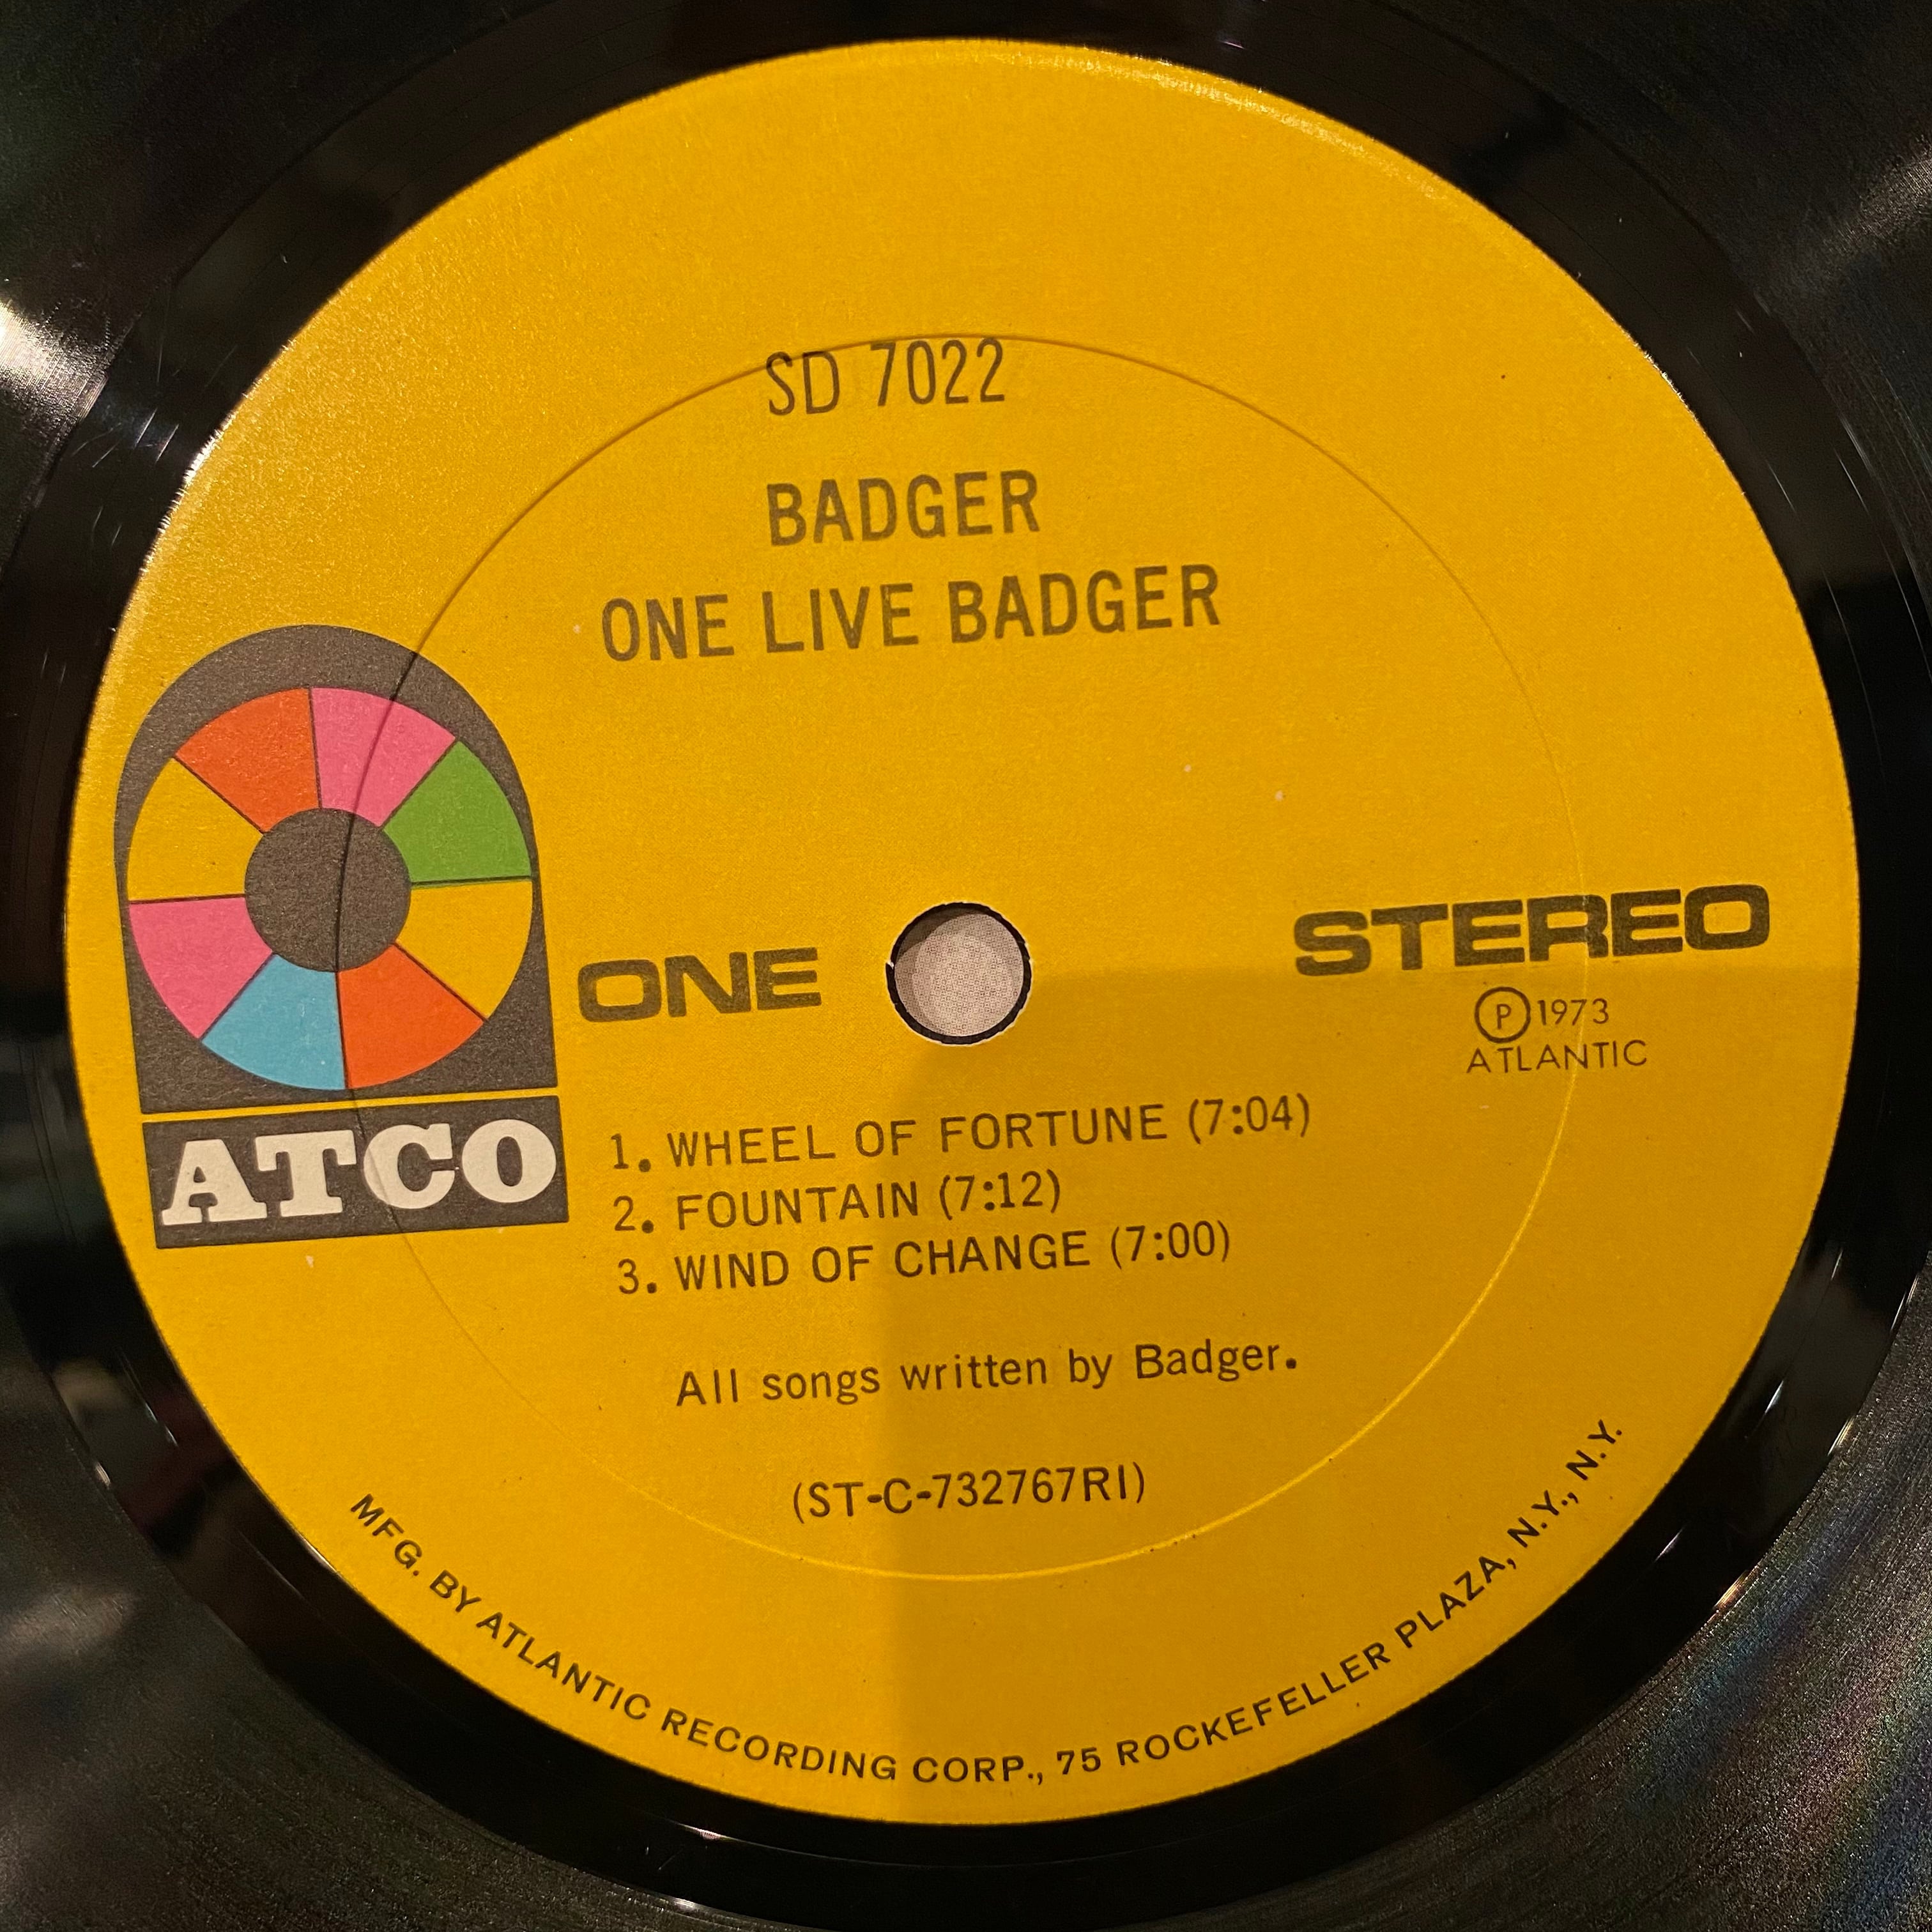 SD 7022
BADGER
ONE LIVE BADGER
ATCO
ONE
STEREO
Ⓟ1973
ATLANTIC
1. WHEEL OF FORTUNE (7:04)
2. FOUNTAIN (7:12)
3. WIND OF CHANGE (7:00)
All songs written by Badger.
(ST-C-732767RI)
MFG. BY ATLANTIC RECORDING CORP., 75 ROCKEFELLER PLAZA, N.Y., N.Y.